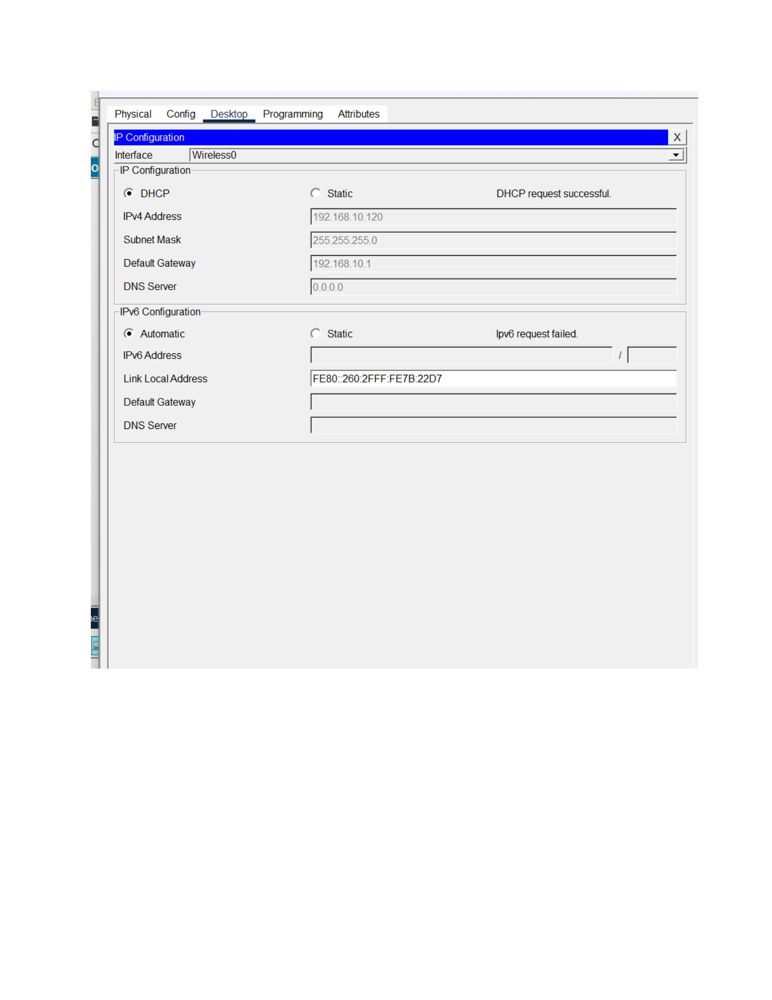 Physical Config Desktop Programming Attributes
IP Configuration X
Interface Wireless0
IP Configuration
DHCP Static DHCP request successful.
IPv4 Address 192.168.10.120
Subnet Mask 255.255.255.0
Default Gateway 192.168.10.1
DNS Server 0.0.0.0
IPv6 Configuration
Automatic Static Ipv6 request failed.
IPv6 Address /
Link Local Address FE80::260:2FFF:FE7B:22D7
Default Gateway
DNS Server